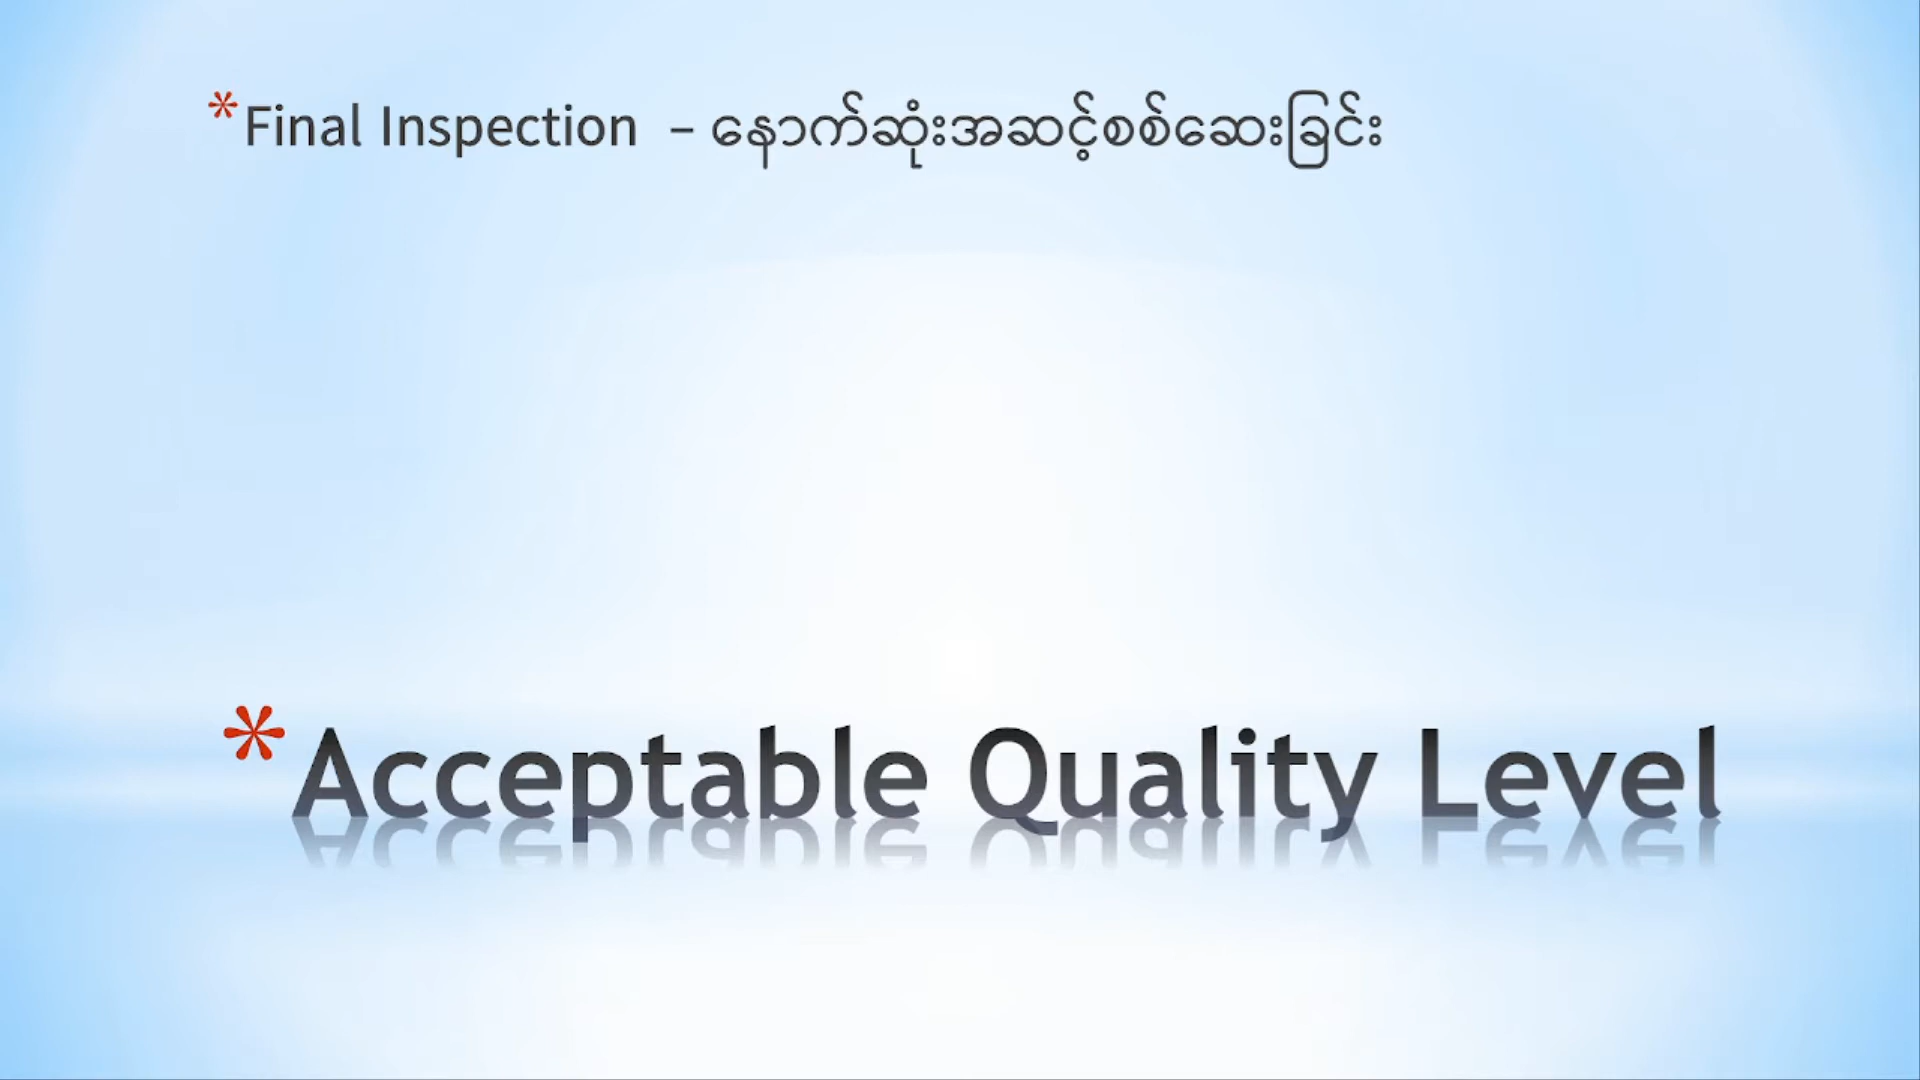 *Final Inspection – နောက်ဆုံးအဆင့်စစ်ဆေးခြင်း
*Acceptable Quality Level